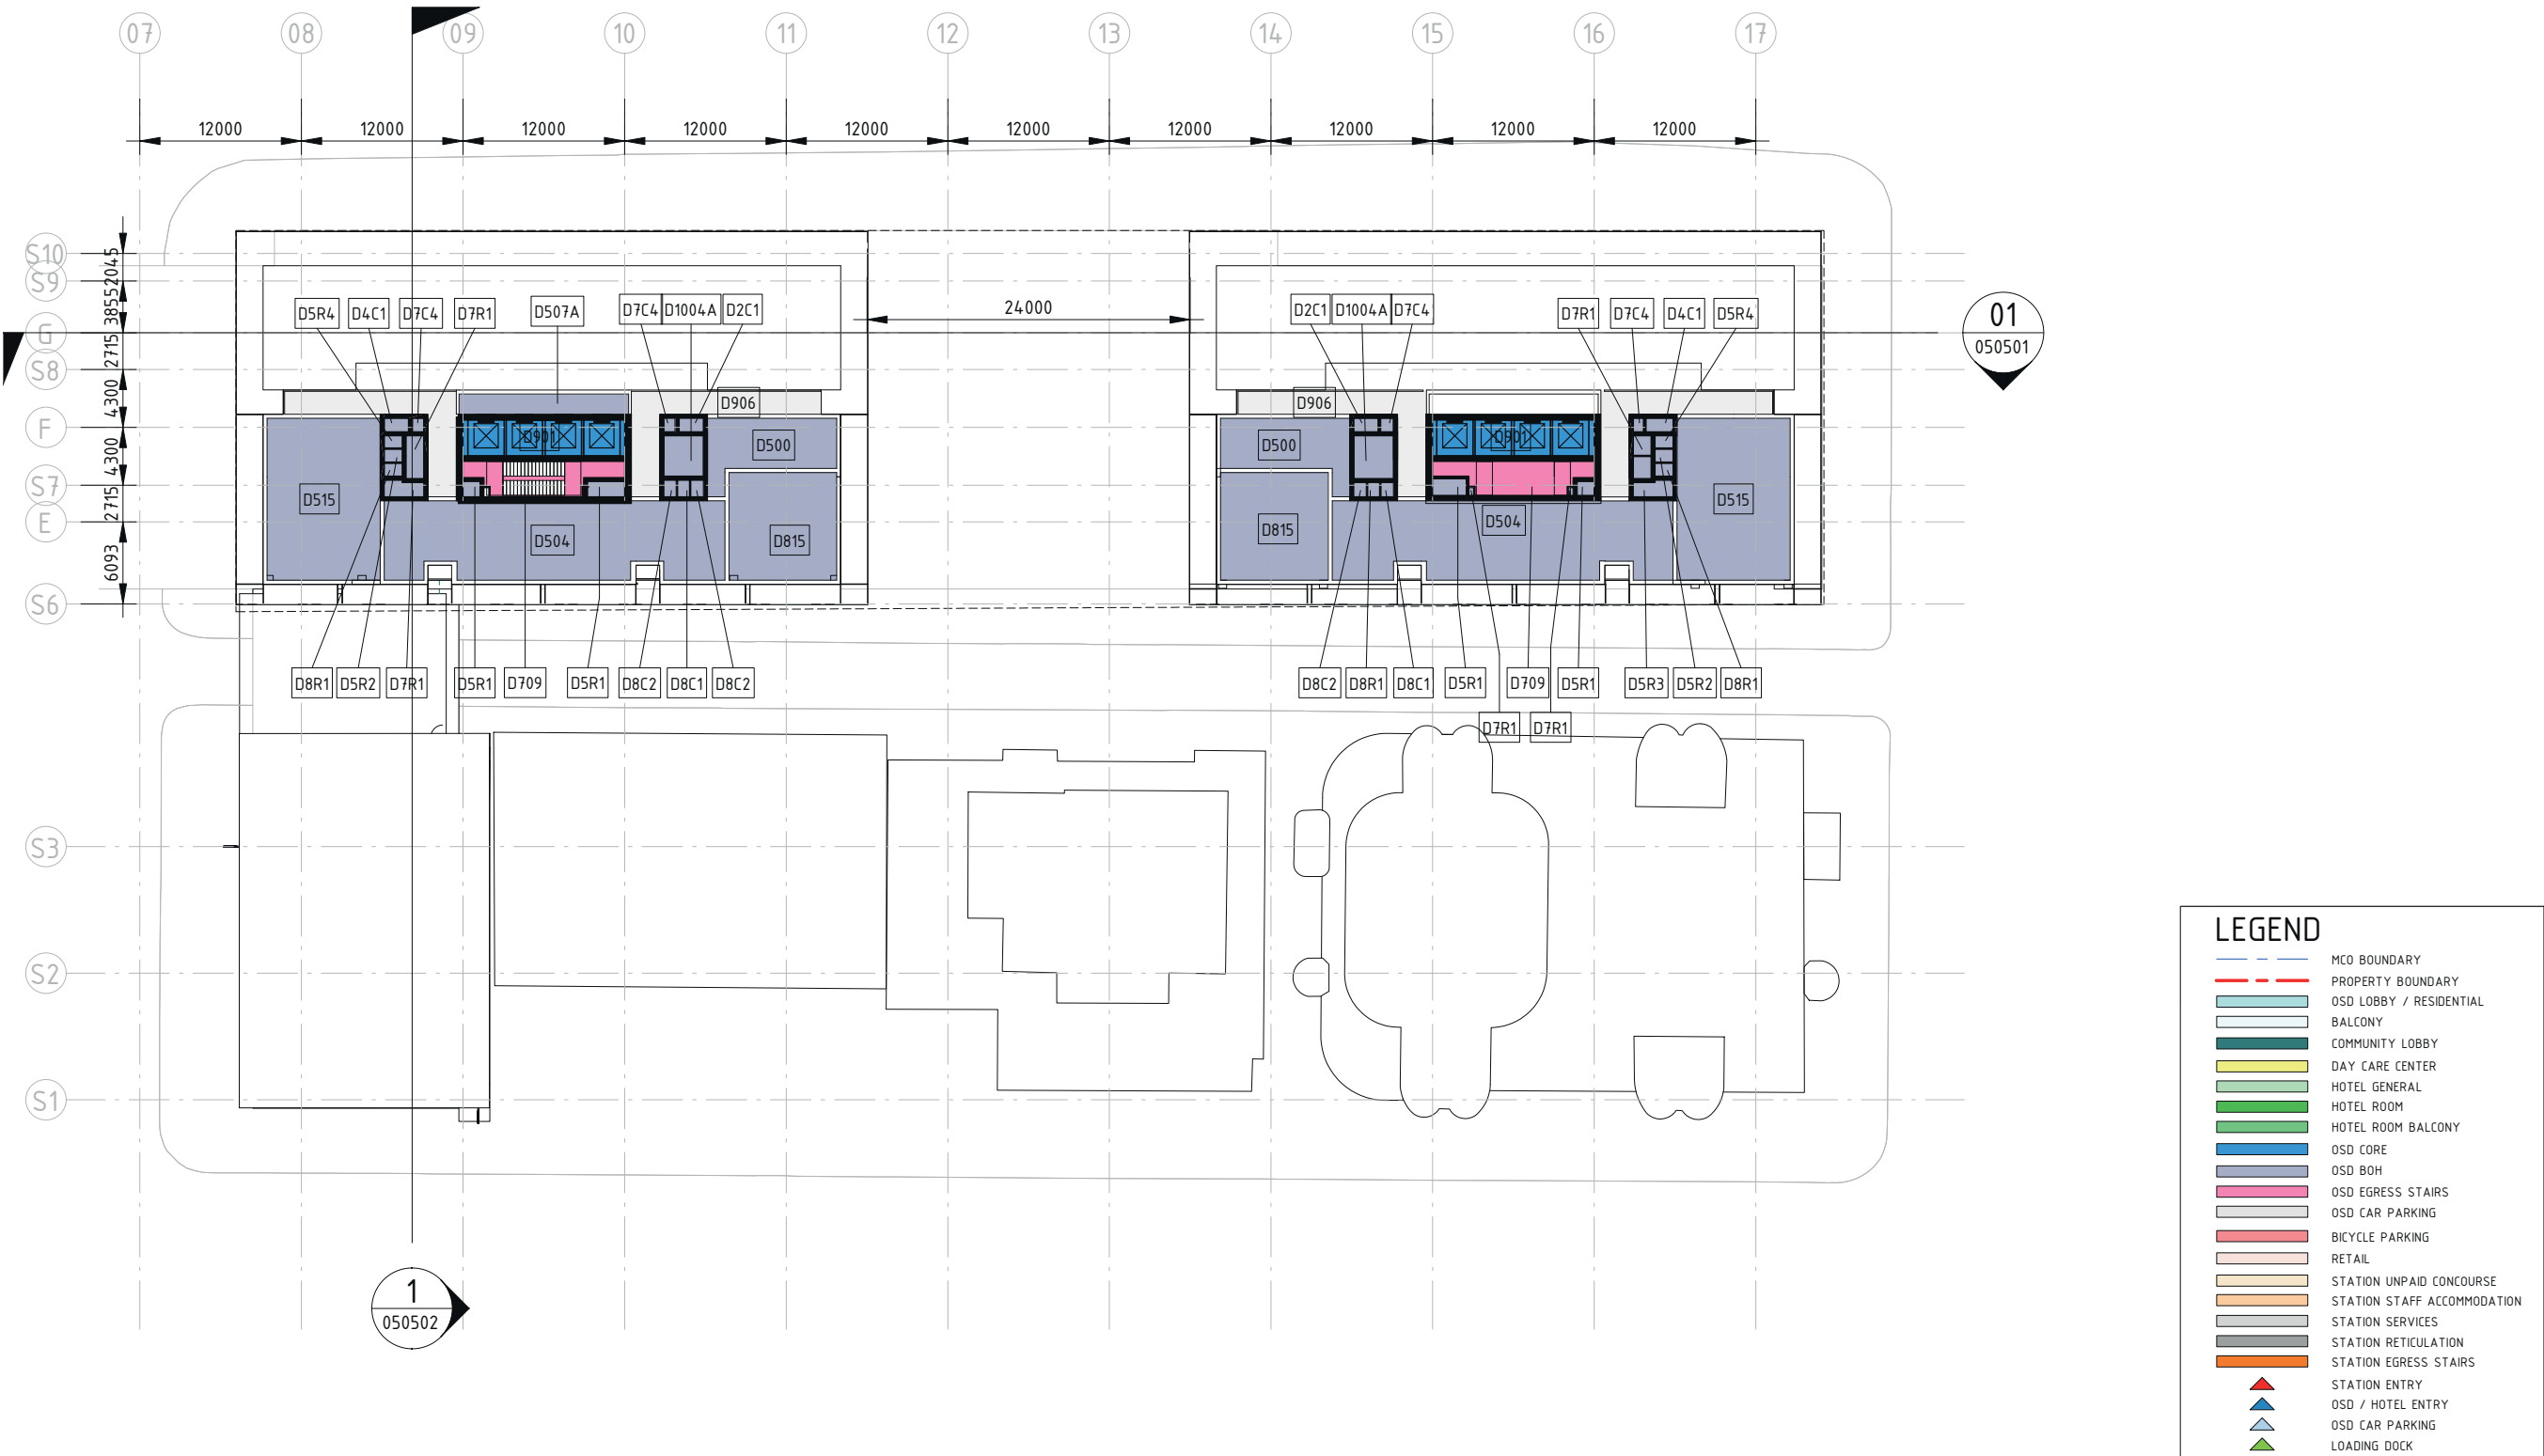 07 08 09 10 11 12 13 14 15 16 17
12000 12000 12000 12000 12000 12000 12000 12000 12000 12000
S10
S9
G
S8
F
S7
E
S6
S3
S2
S1
2045
3855
2715
4300
4300
2715
6093
24000
01
050501
D5R4 D4C1 D7C4 D7R1 D507A D7C4 D1004A D2C1
D2C1 D1004A D7C4 D7R1 D7C4 D4C1 D5R4
D906 D906
D901 D500 D500 D901
D515 D515
D504 D815 D815 D504
D8R1 D5R2 D7R1 D5R1 D709 D5R1 D8C2 D8C1 D8C2
D8C2 D8R1 D8C1 D5R1 D709 D5R1 D5R3 D5R2 D8R1
D7R1 D7R1
1
050502
LEGEND
MCO BOUNDARY
PROPERTY BOUNDARY
OSD LOBBY / RESIDENTIAL
BALCONY
COMMUNITY LOBBY
DAY CARE CENTER
HOTEL GENERAL
HOTEL ROOM
HOTEL ROOM BALCONY
OSD CORE
OSD BOH
OSD EGRESS STAIRS
OSD CAR PARKING
BICYCLE PARKING
RETAIL
STATION UNPAID CONCOURSE
STATION STAFF ACCOMMODATION
STATION SERVICES
STATION RETICULATION
STATION EGRESS STAIRS
STATION ENTRY
OSD / HOTEL ENTRY
OSD CAR PARKING
LOADING DOCK